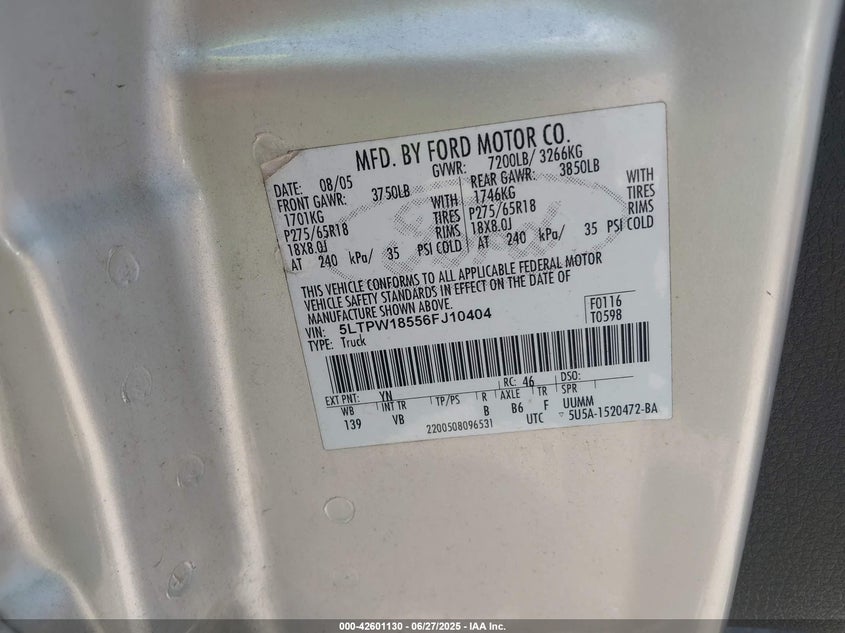 MFD. BY FORD MOTOR CO.
DATE: 08/05 GVWR: 7200LB/ 3266KG
FRONT GAWR: 3750LB REAR GAWR: 3850LB
1701KG WITH 1746KG WITH
P275/65R18 TIRES P275/65R18 TIRES
18X8.0J RIMS 18X8.0J RIMS
AT 240 kPa/ 35 PSI COLD AT 240 kPa/ 35 PSI COLD
THIS VEHICLE CONFORMS TO ALL APPLICABLE FEDERAL MOTOR
VEHICLE SAFETY STANDARDS IN EFFECT ON THE DATE OF
MANUFACTURE SHOWN ABOVE.
VIN: 5LTPW18556FJ10404 F0116
TYPE: Truck T0598
EXT PNT: YN RC: 46 DSO:
WB INT TR TP/PS R AXLE TR SPR
139 VB B B6 F UUMM
2200508096531 UTC ▽ 5U5A-1520472-BA
000-42601130 - 06/27/2025 - IAA Inc.